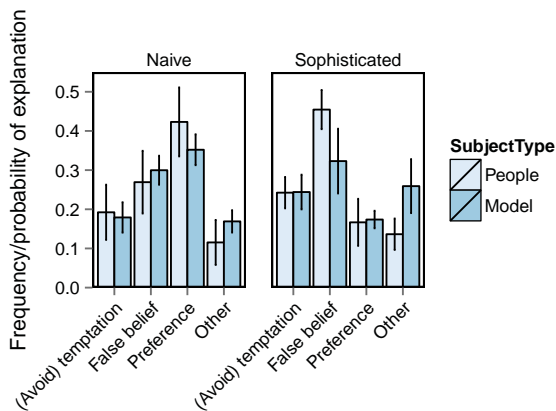 Frequency/probability of explanation
Naive
Sophisticated
0.5
0.4
0.3
0.2
0.1
0.0
(Avoid) temptation
False belief
Preference
Other
(Avoid) temptation
False belief
Preference
Other
SubjectType
People
Model